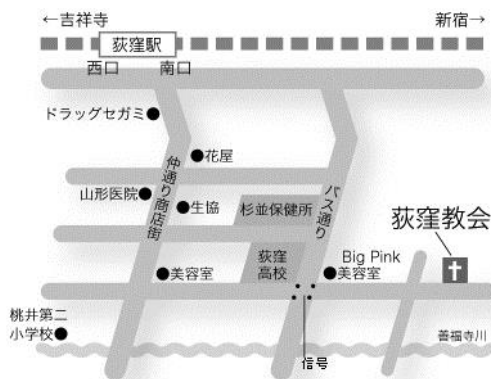 ←吉祥寺
新宿→
荻窪駅
西口
南口
ドラッグセガミ
花屋
仲通り商店街
山形医院
生協
杉並保健所
バス通り
荻窪教会
荻窪
高校
Big Pink
美容室
美容室
桃井第二
小学校
善福寺川
信号